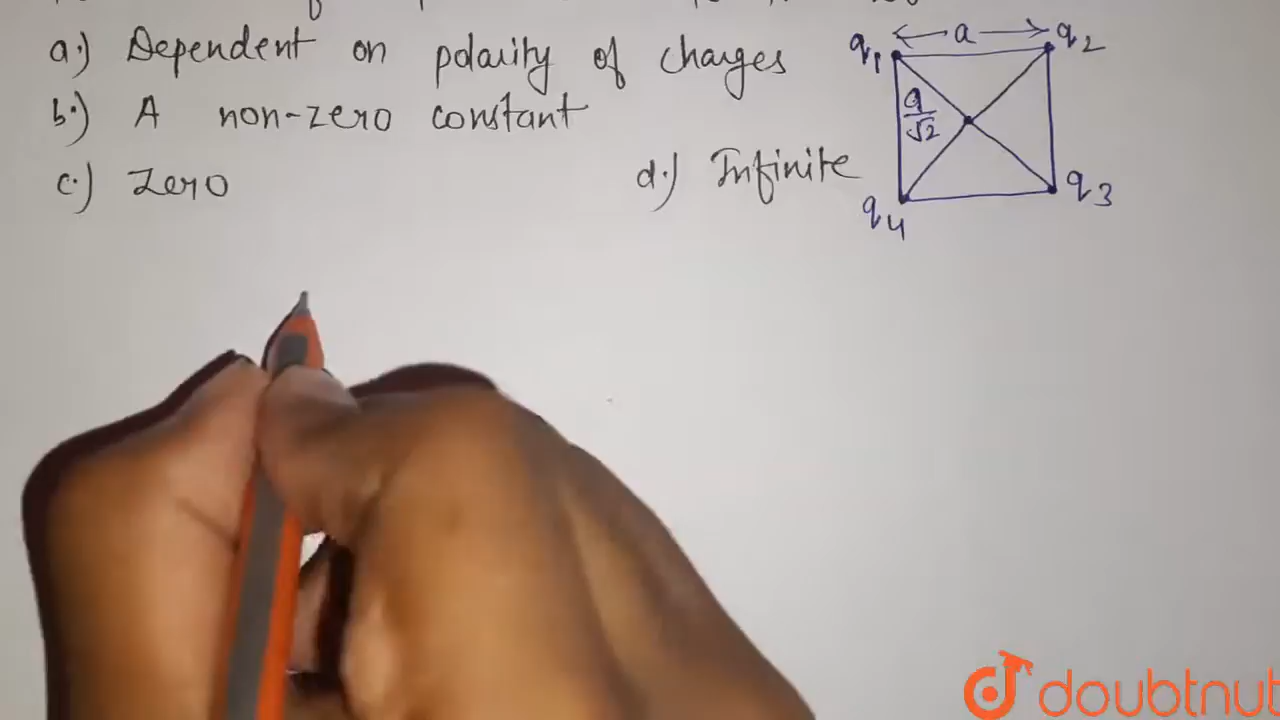 a.) Dependent on polarity of charges
b.) A non-zero constant
c.) Zero
d.) Infinite
q1 a q2
a/√2
q4 q3
doubtnut